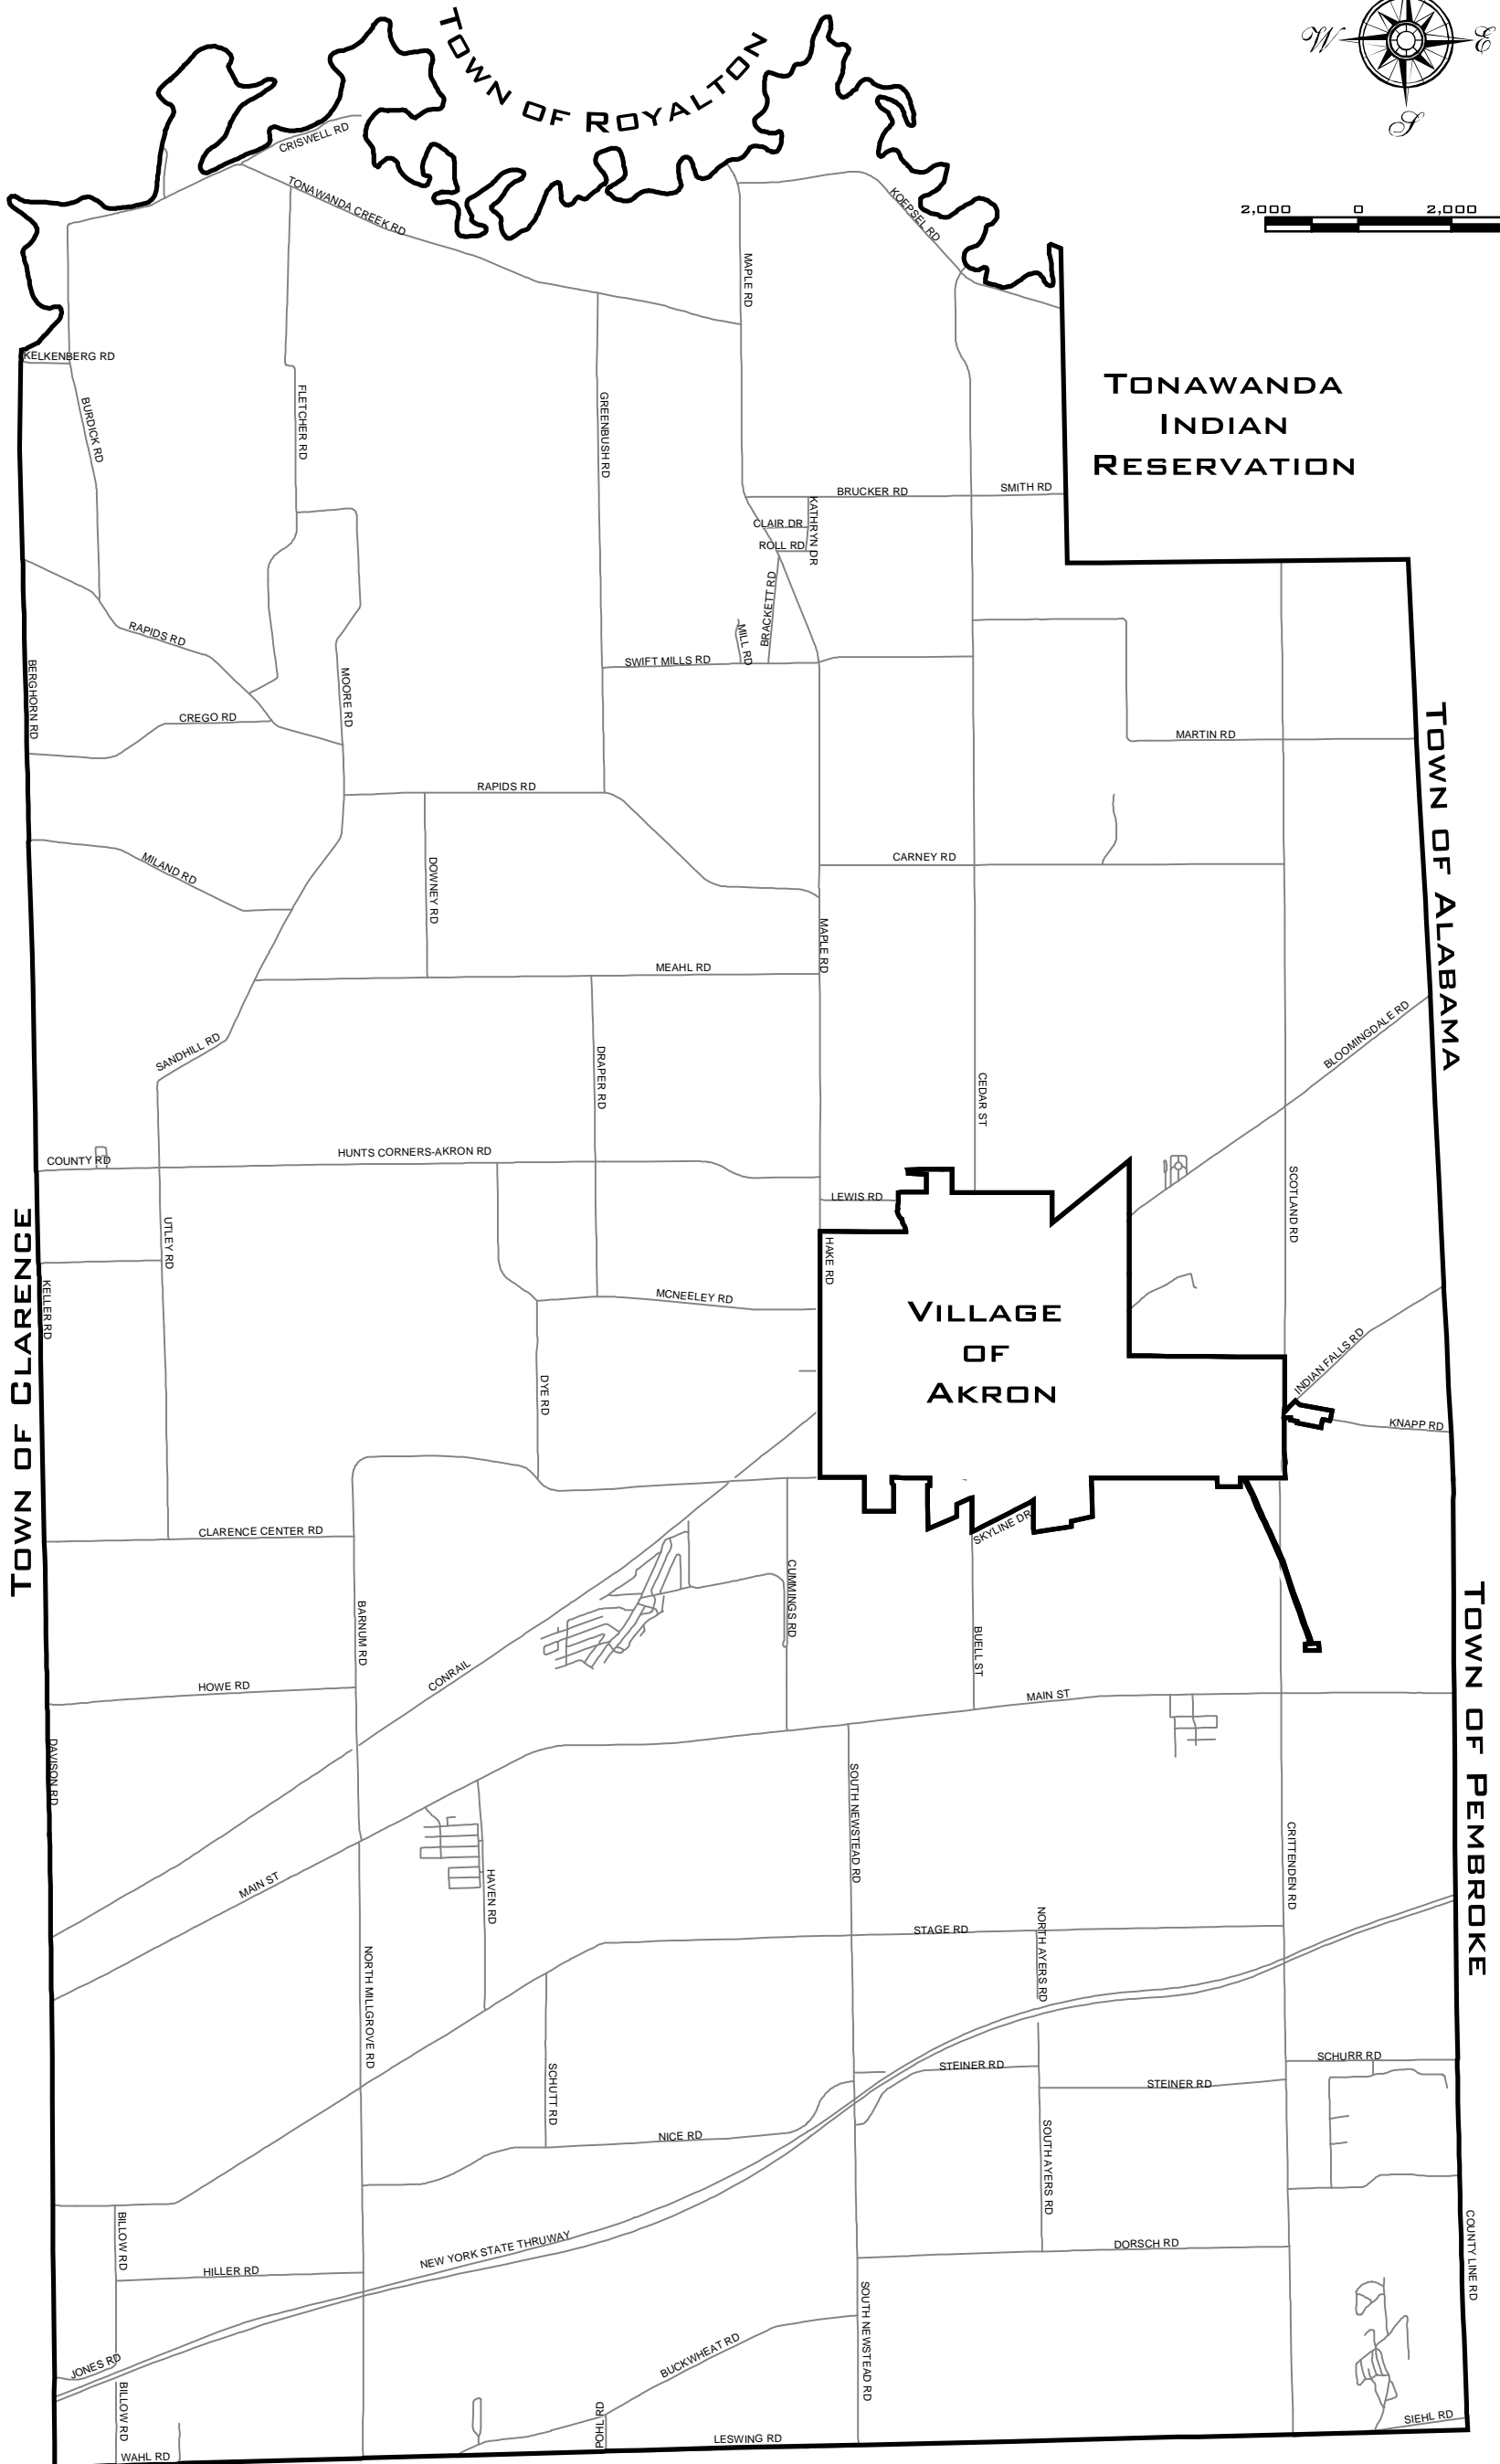 TOWN OF ROYALTON
W
E
S
2,000 0 2,000
CRISWELL RD
TONAWANDA CREEK RD
KOEPSEL RD
MAPLE RD
KELKENBERG RD
BURDICK RD
FLETCHER RD
GREENBUSH RD
TONAWANDA
INDIAN
RESERVATION
BRUCKER RD
SMITH RD
KATHRYN DR
CLAIR DR
ROLL RD
BRACKETT RD
MILL RD
RAPIDS RD
SWIFT MILLS RD
BERGHORN RD
MOORE RD
CREGO RD
MARTIN RD
TOWN OF ALABAMA
RAPIDS RD
MILAND RD
DOWNEY RD
CARNEY RD
MAPLE RD
MEAHL RD
SANDHILL RD
DRAPER RD
CEDAR ST
BLOOMINGDALE RD
COUNTY RD
HUNTS CORNERS-AKRON RD
LEWIS RD
SCOTLAND RD
UTLEY RD
HAKE RD
TOWN OF CLARENCE
KELLER RD
MCNEELEY RD
VILLAGE
OF
AKRON
INDIAN FALLS RD
DYE RD
KNAPP RD
CLARENCE CENTER RD
SKYLINE DR
CUMMINGS RD
BARNUM RD
BUELL ST
TOWN OF PEMBROKE
CONRAIL
HOWE RD
MAIN ST
DAVISON RD
SOUTH NEWSTEAD RD
CRITTENDEN RD
MAIN ST
HAVEN RD
STAGE RD
NORTH AYERS RD
NORTH MILLGROVE RD
SCHUTT RD
STEINER RD
SCHURR RD
STEINER RD
NICE RD
SOUTH AYERS RD
BILLOW RD
NEW YORK STATE THRUWAY
DORSCH RD
COUNTY LINE RD
HILLER RD
SOUTH NEWSTEAD RD
JONES RD
BUCKWHEAT RD
BILLOW RD
POHL RD
LESWING RD
SIEHL RD
WAHL RD